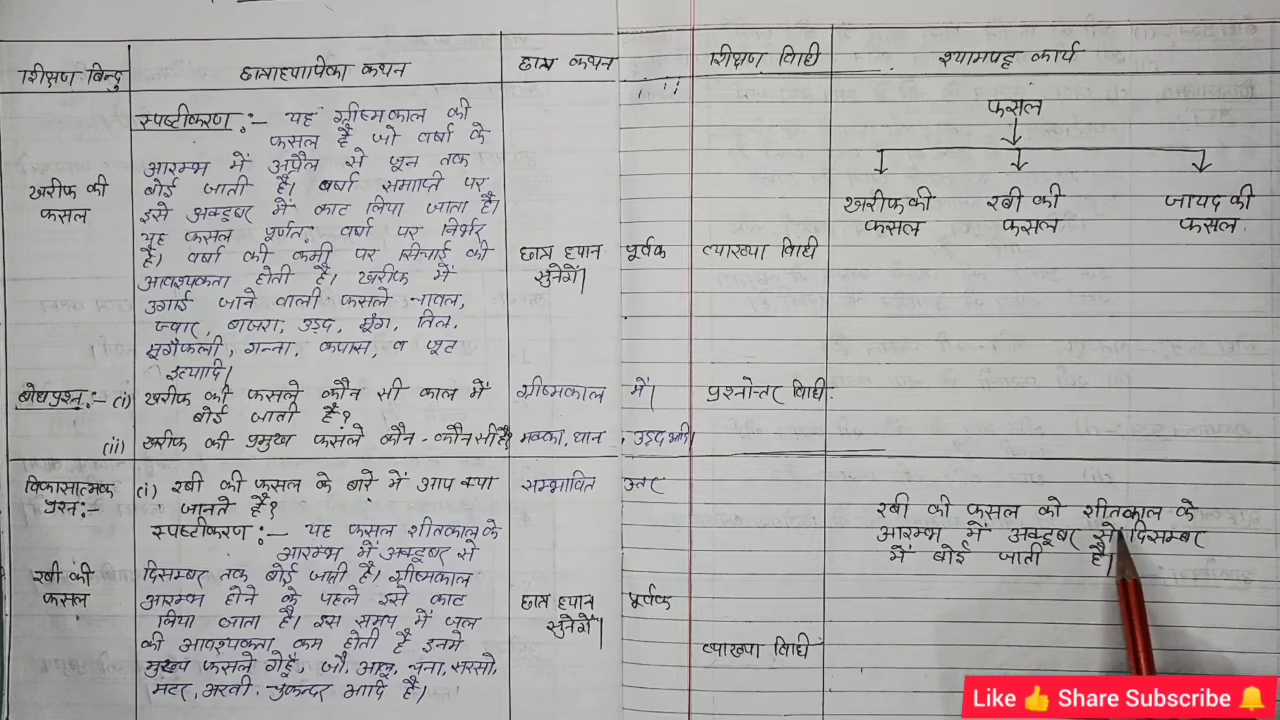 शिक्षण बिन्दु
छात्राध्यापिका कथन
छात्र कथन
शिक्षण विधी
श्यामपट्ट कार्य
खरीफ की
फसल
स्पष्टीकरण :- यह ग्रीष्मकाल की
फसल है जो वर्षा के
आरम्भ में अप्रैल से जून तक
बोई जाती है। वर्षा समाप्ति पर
इसे अक्टूबर में काट लिया जाता है।
यह फसल पूर्णतः वर्षा पर निर्भर
है। वर्षा की कमी पर सिंचाई की
आवश्यकता होती है। खरीफ में
उगाई जाने वाली फसले चावल,
ज्वार, बाजरा, उड़द, मूंग, तिल,
मूगॅफली, गन्ना, कपास, व जूट
इत्यादि।
छात्र ध्यान पूर्वक
सुनेगें।
व्याख्या विधी
फसल
खरीफ की
फसल
रबी की
फसल
जायद की
फसल
बोधप्रश्न :- (i) खरीफ की फसले कौन सी काल में
बोई जाती है?
ग्रीष्मकाल में।
प्रश्नोत्तर विधी
(ii) खरीफ की प्रमुख फसले कौन-कौन सी है?
मक्का, धान, उड़द आदि।
विकासात्मक
प्रश्न:-
(i) रबी की फसल के बारे में आप क्या
जानते है?
सम्भावित उत्तर
स्पष्टीकरण :- यह फसल शीतकाल के
आरम्भ में अक्टूबर से
रबी की
फसल
दिसम्बर तक बोई जाती है। ग्रीष्मकाल
आरम्भ होने के पहले इसे काट
लिया जाता है। इस समय में जल
की आवश्यकता कम होती है इनमे
मुख्य फसले गेहूँ, जौ, आलू, चना, सरसो,
मटर, अरवी, चुकन्दर आदि है।
छात्र ध्यान पूर्वक
सुनेगें।
व्याख्या विधी
रबी की फसल को शीतकाल के
आरम्भ में अक्टूबर से दिसम्बर
में बोई जाती है।
Like 👍 Share Subscribe 🔔